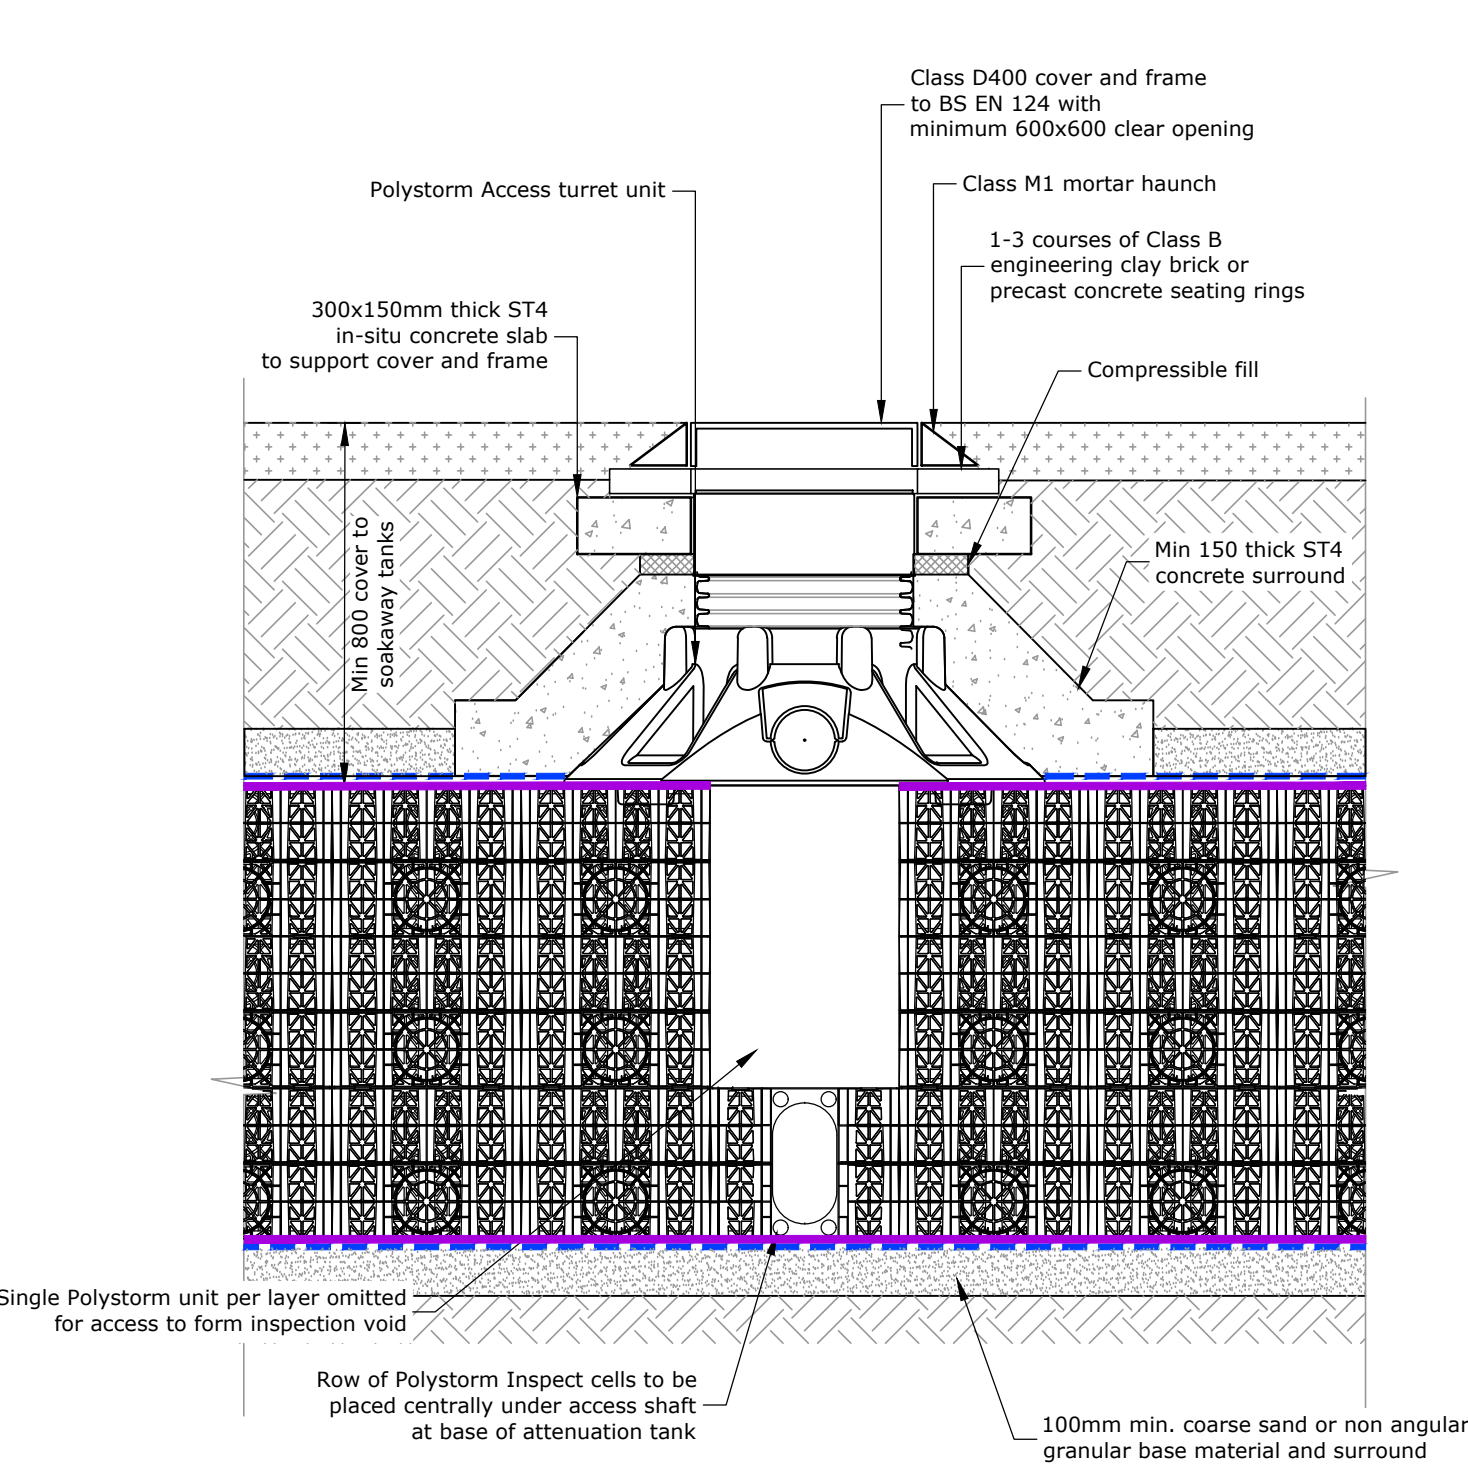 Class D400 cover and frame
to BS EN 124 with
minimum 600x600 clear opening
Polystorm Access turret unit
Class M1 mortar haunch
1-3 courses of Class B
engineering clay brick or
precast concrete seating rings
300x150mm thick ST4
in-situ concrete slab
to support cover and frame
Compressible fill
Min 800 cover to
soakaway tanks
Min 150 thick ST4
concrete surround
Single Polystorm unit per layer omitted
for access to form inspection void
Row of Polystorm Inspect cells to be
placed centrally under access shaft
at base of attenuation tank
100mm min. coarse sand or non angular
granular base material and surround